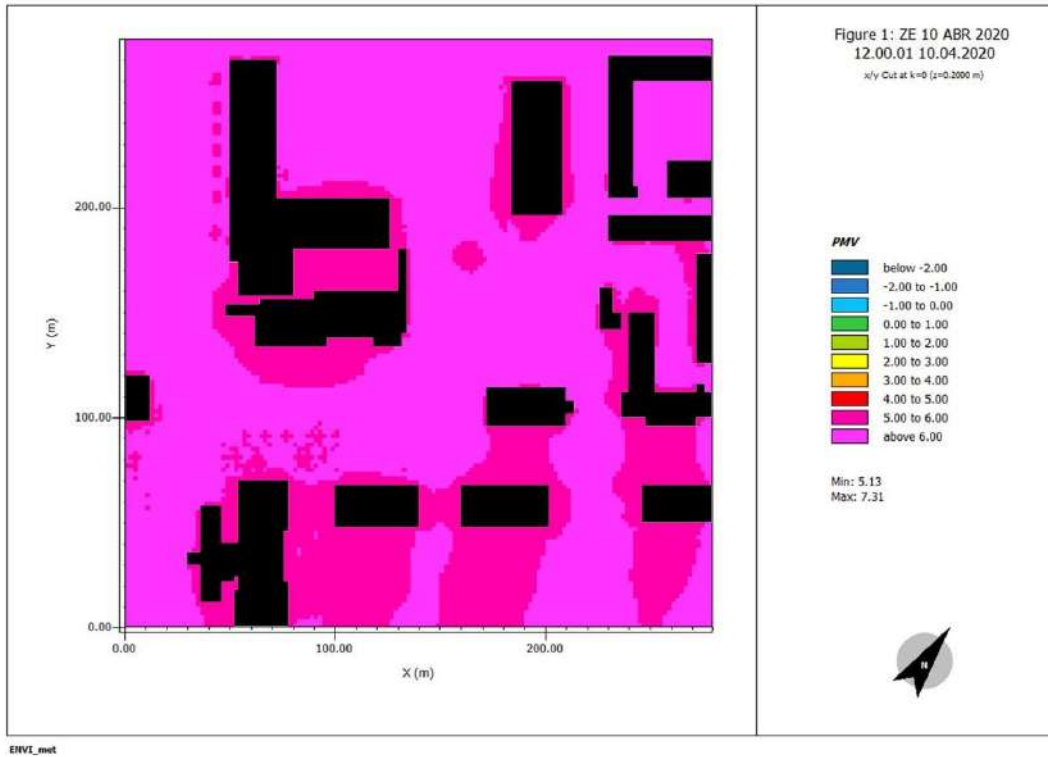 Figure 1: ZE 10 ABR 2020
12.00.01 10.04.2020
x/y Cut at k=0 (z=0.2000 m)
200.00
Y (m)
100.00
0.00
0.00
100.00
200.00
X (m)
PMV
below -2.00
-2.00 to -1.00
-1.00 to 0.00
0.00 to 1.00
1.00 to 2.00
2.00 to 3.00
3.00 to 4.00
4.00 to 5.00
5.00 to 6.00
above 6.00
Min: 5.13
Max: 7.31
N
ENVI_met